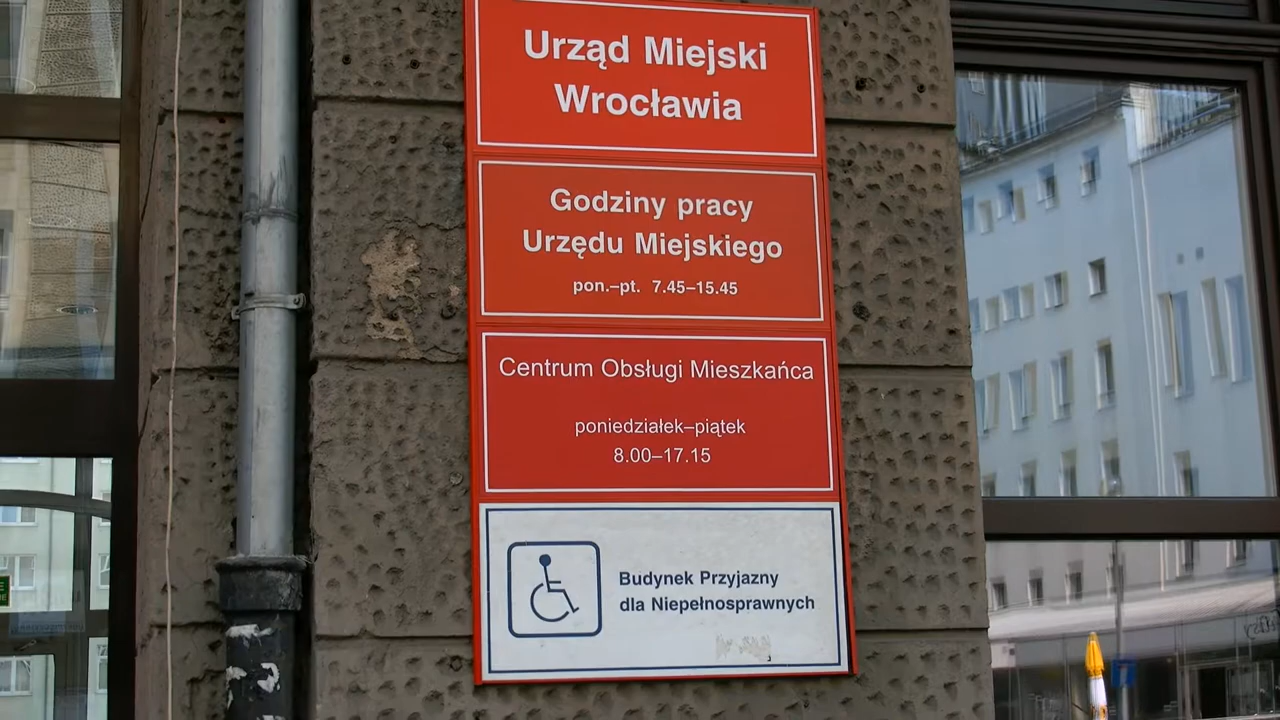 Urząd Miejski
Wrocławia
Godziny pracy
Urzędu Miejskiego
pon.–pt. 7.45–15.45
Centrum Obsługi Mieszkańca
poniedziałek–piątek
8.00–17.15
Budynek Przyjazny
dla Niepełnosprawnych